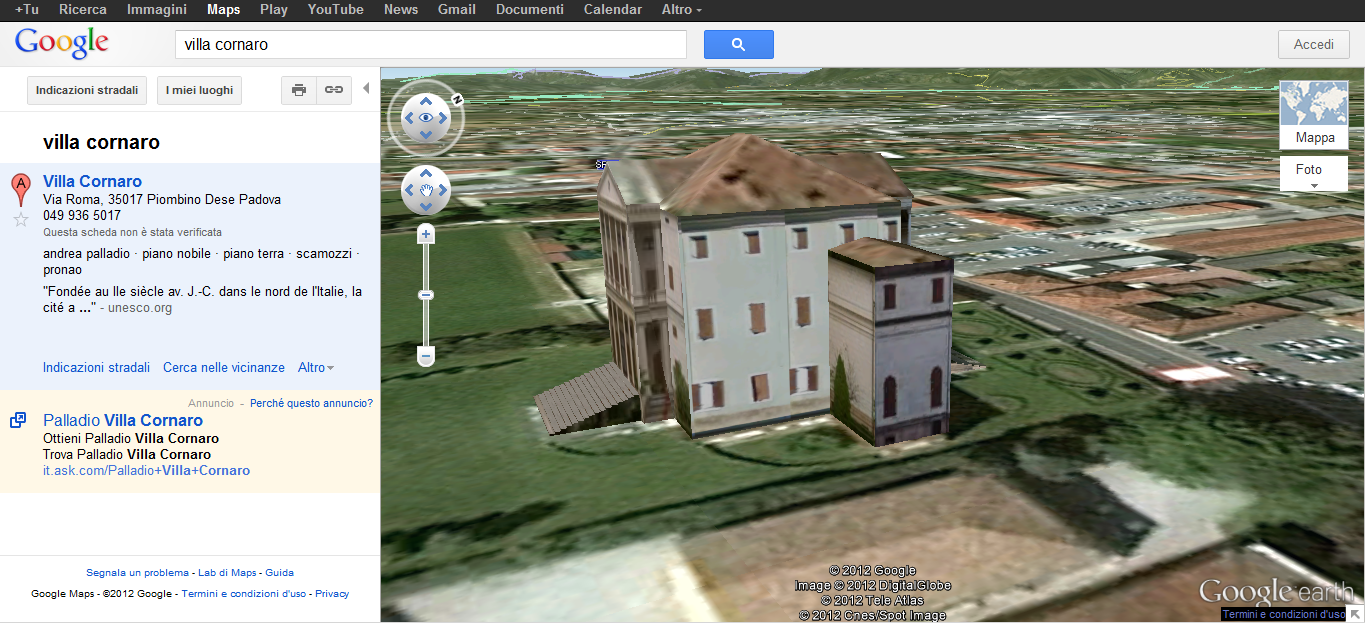 +Tu Ricerca Immagini Maps Play YouTube News Gmail Documenti Calendar Altro
Google
villa cornaro
Accedi
Indicazioni stradali
I miei luoghi
villa cornaro
A
Villa Cornaro
Via Roma, 35017 Piombino Dese Padova
049 936 5017
Questa scheda non è stata verificata
andrea palladio · piano nobile · piano terra · scamozzi ·
pronao
"Fondée au IIe siècle av. J.-C. dans le nord de l'Italie, la
cité a ..." - unesco.org
Indicazioni stradali Cerca nelle vicinanze Altro
Annuncio - Perché questo annuncio?
Palladio Villa Cornaro
Ottieni Palladio Villa Cornaro
Trova Palladio Villa Cornaro
it.ask.com/Palladio+Villa+Cornaro
Segnala un problema - Lab di Maps - Guida
Google Maps - ©2012 Google - Termini e condizioni d'uso - Privacy
N
Mappa
Foto
© 2012 Google
Image © 2012 DigitalGlobe
© 2012 Tele Atlas
© 2012 Cnes/Spot Image
Google earth
Termini e condizioni d'uso